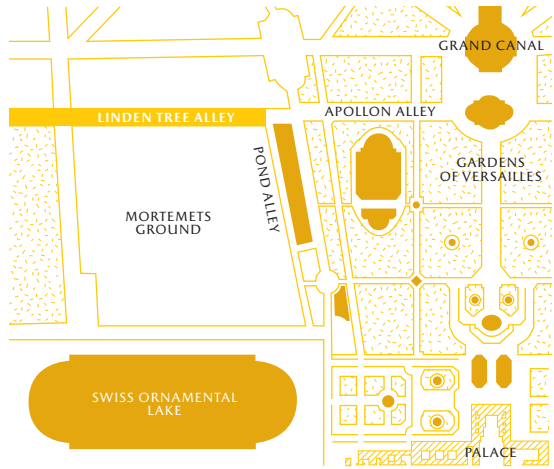 GRAND CANAL
LINDEN TREE ALLEY
APOLLON ALLEY
POND ALLEY
GARDENS
OF VERSAILLES
MORTEMETS
GROUND
SWISS ORNAMENTAL
LAKE
PALACE